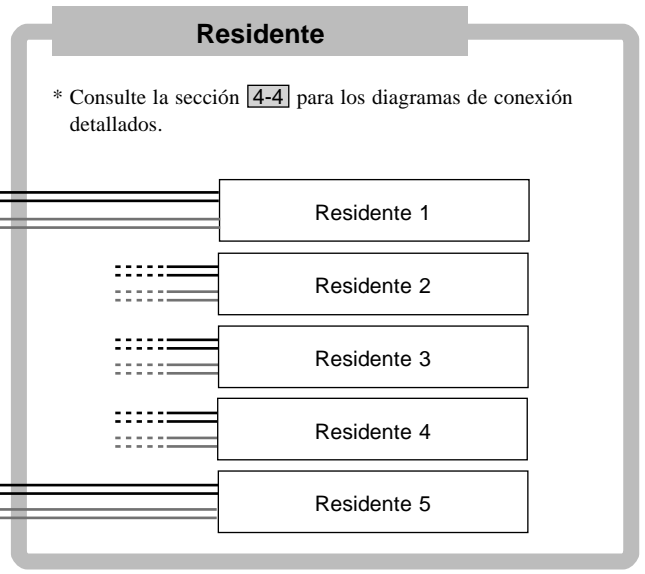 Residente
* Consulte la sección 4-4 para los diagramas de conexión
detallados.
Residente 1
Residente 2
Residente 3
Residente 4
Residente 5